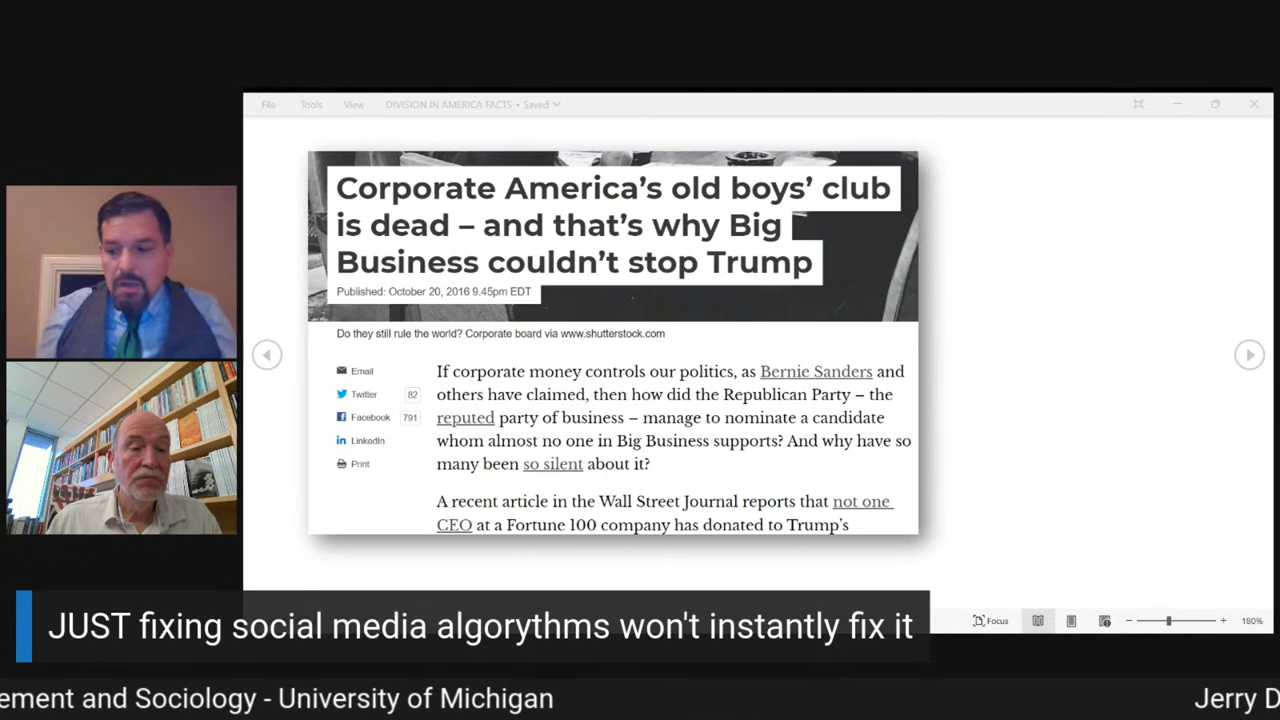 File Tools View DIVISION IN AMERICA FACTS • Saved
Corporate America's old boys' club
is dead – and that's why Big
Business couldn't stop Trump
Published: October 20, 2016 9.45pm EDT
Do they still rule the world? Corporate board via www.shutterstock.com
Email
Twitter 82
Facebook 791
LinkedIn
Print
If corporate money controls our politics, as Bernie Sanders and
others have claimed, then how did the Republican Party – the
reputed party of business – manage to nominate a candidate
whom almost no one in Big Business supports? And why have so
many been so silent about it?
A recent article in the Wall Street Journal reports that not one
CEO at a Fortune 100 company has donated to Trump's
Focus 180%
JUST fixing social media algorythms won't instantly fix it
ement and Sociology - University of Michigan Jerry D